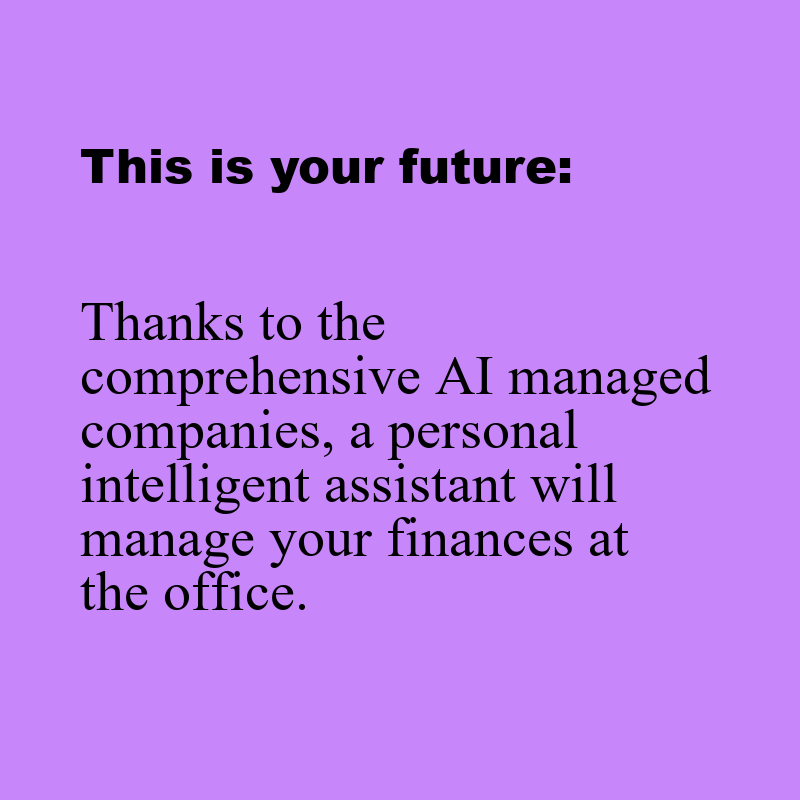 This is your future:
Thanks to the
comprehensive AI managed
companies, a personal
intelligent assistant will
manage your finances at
the office.